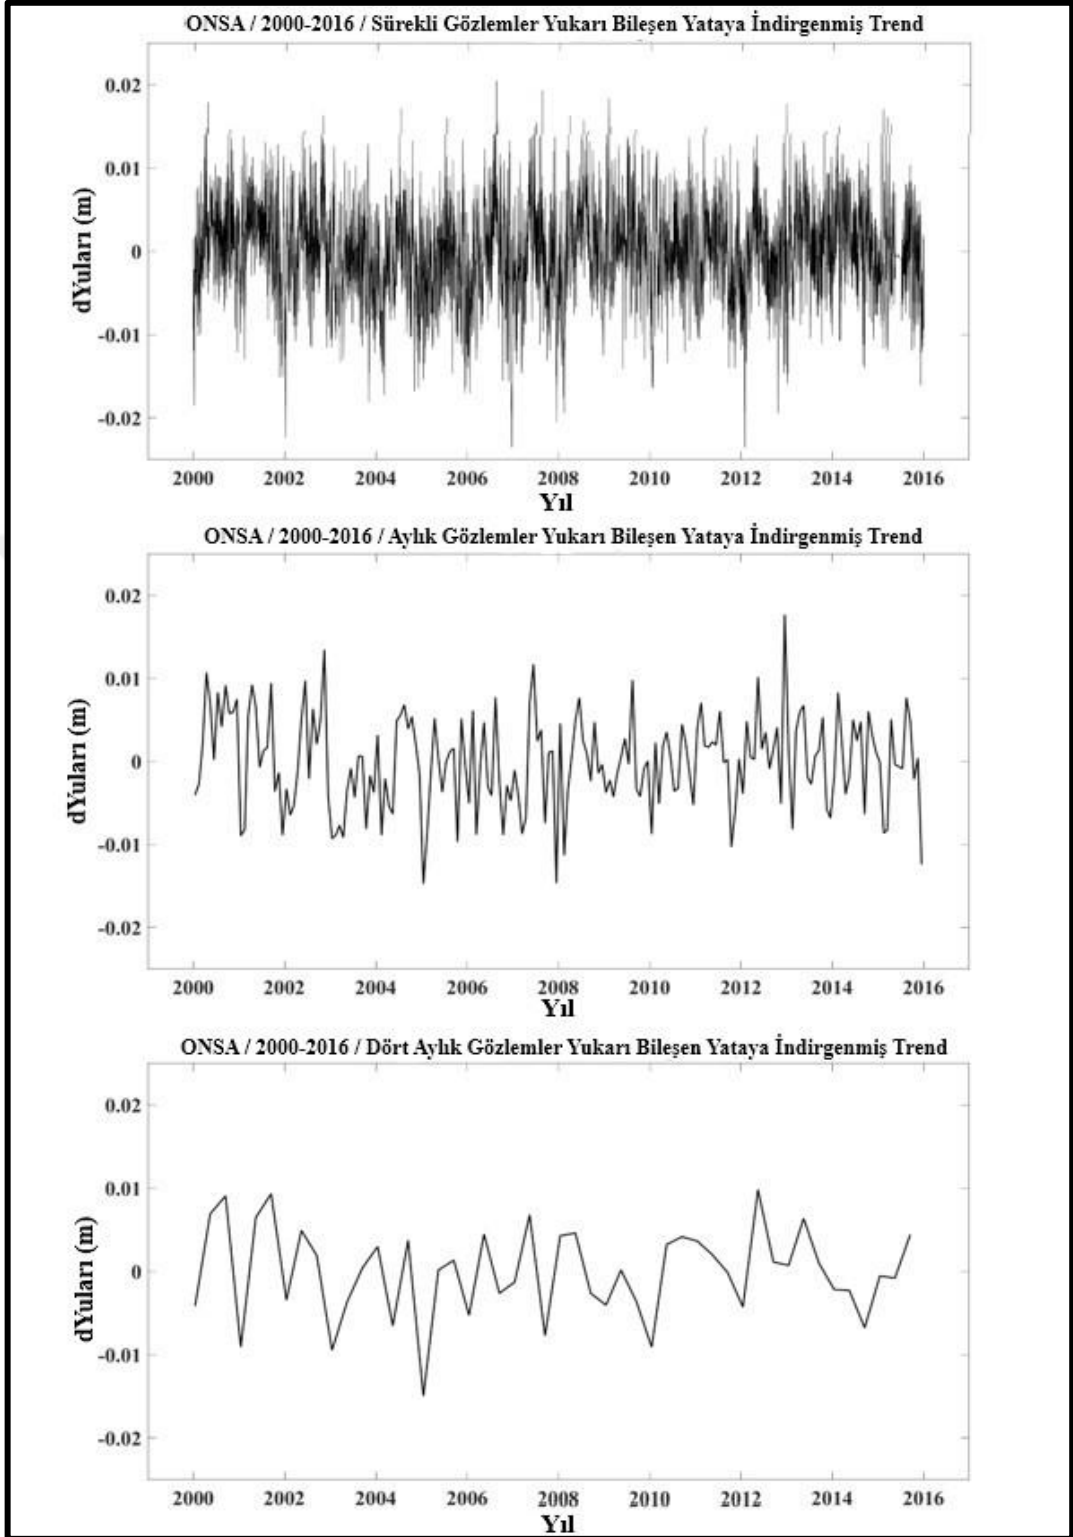 ONSA / 2000-2016 / Sürekli Gözlemler Yukarı Bileşen Yataya İndirgenmiş Trend
0.02
0.01
0
-0.01
-0.02
dYuları (m)
2000 2002 2004 2006 2008 2010 2012 2014 2016
Yıl
ONSA / 2000-2016 / Aylık Gözlemler Yukarı Bileşen Yataya İndirgenmiş Trend
0.02
0.01
0
-0.01
-0.02
dYuları (m)
2000 2002 2004 2006 2008 2010 2012 2014 2016
Yıl
ONSA / 2000-2016 / Dört Aylık Gözlemler Yukarı Bileşen Yataya İndirgenmiş Trend
0.02
0.01
0
-0.01
-0.02
dYuları (m)
2000 2002 2004 2006 2008 2010 2012 2014 2016
Yıl